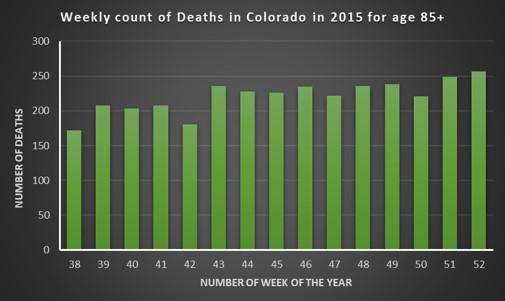 Weekly count of Deaths in Colorado in 2015 for age 85+
300
250
200
150
100
50
0
NUMBER OF DEATHS
38 39 40 41 42 43 44 45 46 47 48 49 50 51 52
NUMBER OF WEEK OF THE YEAR